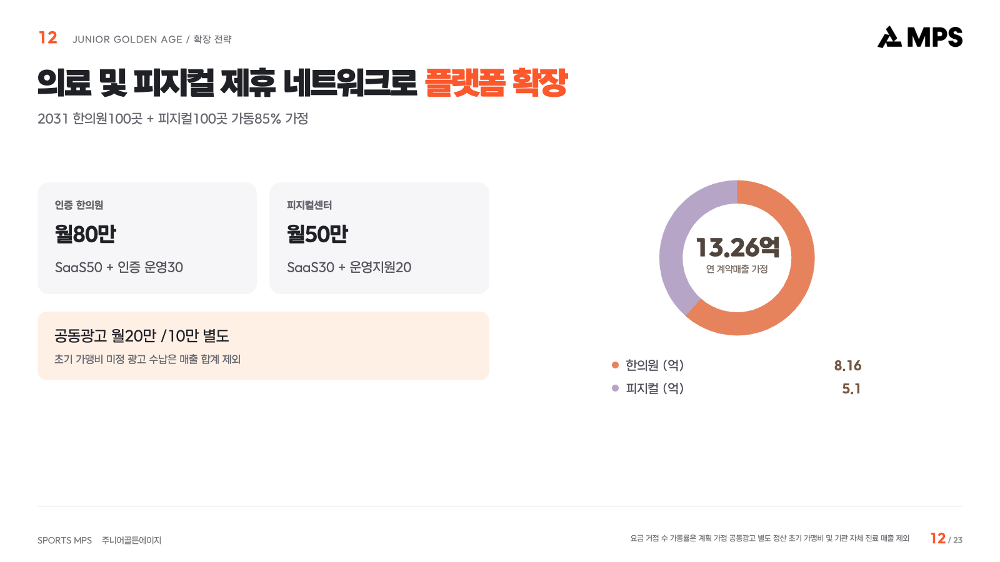 12 JUNIOR GOLDEN AGE / 확장 전략
MPS
의료 및 피지컬 제휴 네트워크로 플랫폼 확장
2031 한의원100곳 + 피지컬100곳 가동85% 가정
인증 한의원
월80만
SaaS50 + 인증 운영30
피지컬센터
월50만
SaaS30 + 운영지원20
공동광고 월20만 /10만 별도
초기 가맹비 미정 광고 수납은 매출 합계 제외
13.26억
연 계약매출 가정
한의원 (억) 8.16
피지컬 (억) 5.1
SPORTS MPS 주니어골든에이지
요금 거점 수 가동률은 계획 가정 공동광고 별도 정산 초기 가맹비 및 기관 자체 진료 매출 제외
12 / 23